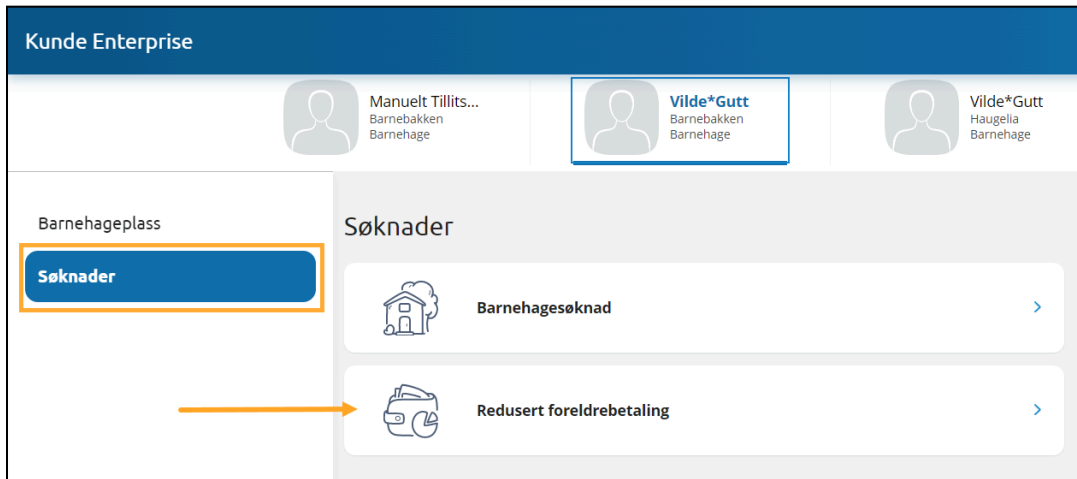 Kunde Enterprise
Manuelt Tillits...
Barnebakken
Barnehage
Vilde*Gutt
Barnebakken
Barnehage
Vilde*Gutt
Haugelia
Barnehage
Barnehageplass
Søknader
Søknader
Barnehagesøknad
Redusert foreldrebetaling